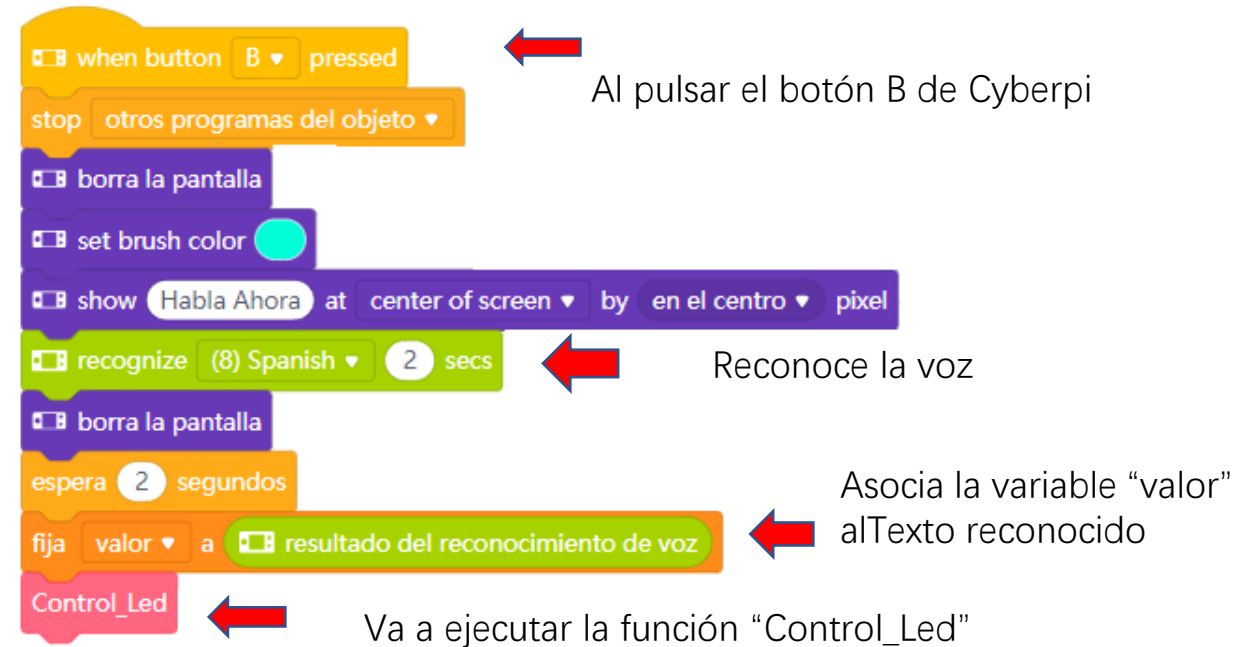 when button B pressed
Al pulsar el botón B de Cyberpi
stop otros programas del objeto
borra la pantalla
set brush color
show Habla Ahora at center of screen by en el centro pixel
recognize (8) Spanish 2 secs
Reconoce la voz
borra la pantalla
espera 2 segundos
Asocia la variable “valor”
alTexto reconocido
fija valor a resultado del reconocimiento de voz
Control_Led
Va a ejecutar la función “Control_Led”